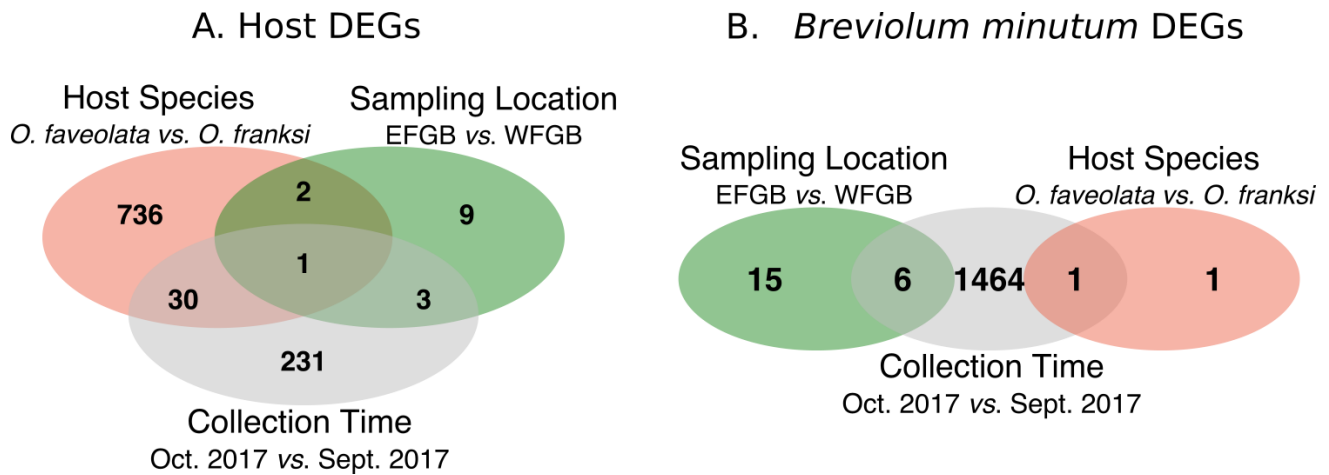 A. Host DEGs
Host Species
O. faveolata vs. O. franksi
Sampling Location
EFGB vs. WFGB
736
2
9
1
30
3
231
Collection Time
Oct. 2017 vs. Sept. 2017
B. Breviolum minutum DEGs
Sampling Location
EFGB vs. WFGB
Host Species
O. faveolata vs. O. franksi
15
6
1464
1
1
Collection Time
Oct. 2017 vs. Sept. 2017